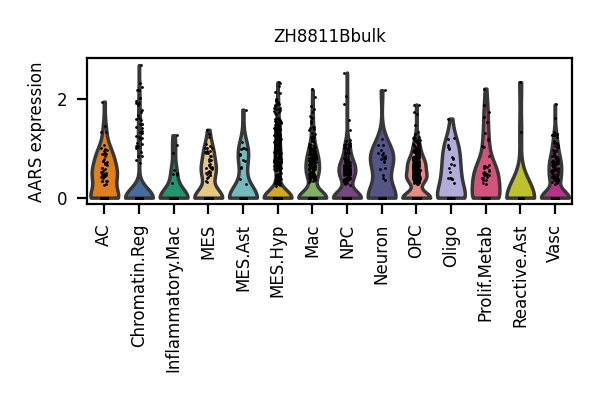 ZH8811Bbulk
AARS expression
2
0
AC
Chromatin.Reg
Inflammatory.Mac
MES
MES.Ast
MES.Hyp
Mac
NPC
Neuron
OPC
Oligo
Prolif.Metab
Reactive.Ast
Vasc